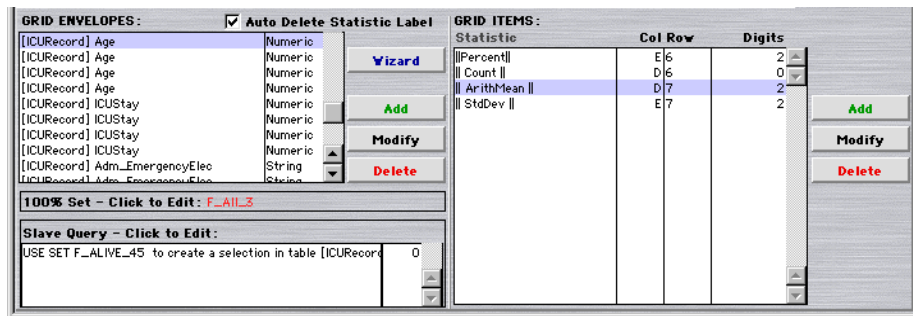 GRID ENVELOPES: Auto Delete Statistic Label
[ICURecord] Age Numeric
[ICURecord] Age Numeric
[ICURecord] Age Numeric
[ICURecord] Age Numeric
[ICURecord] ICUStay Numeric
[ICURecord] ICUStay Numeric
[ICURecord] ICUStay Numeric
[ICURecord] ICUStay Numeric
[ICURecord] Adm_EmergencyElec String
[ICURecord] Adm_EmergencyElec String
Wizard
Add
Modify
Delete
100% Set - Click to Edit: F_All_3
Slave Query - Click to Edit:
USE SET F_ALIVE_45 to create a selection in table [ICURecord 0
GRID ITEMS:
Statistic Col Row Digits
||Percent|| E 6 2
|| Count || D 6 0
|| ArithMean || D 7 2
|| StdDev || E 7 2
Add
Modify
Delete